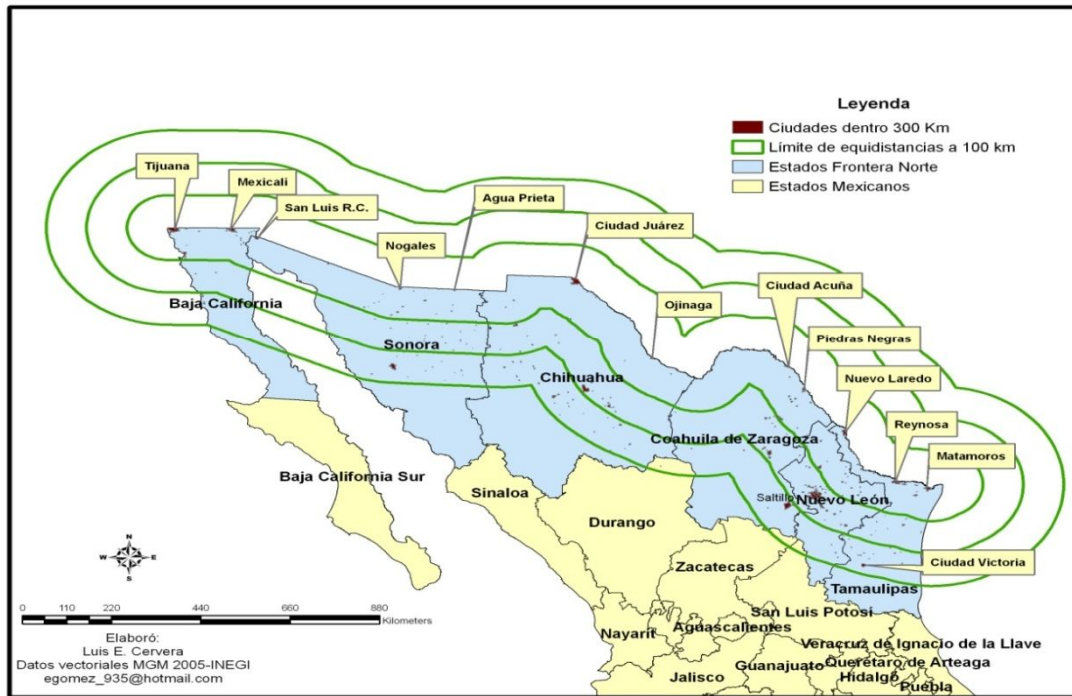 Leyenda
Ciudades dentro 300 Km
Límite de equidistancias a 100 km
Estados Frontera Norte
Estados Mexicanos
Tijuana
Mexicali
San Luis R.C.
Agua Prieta
Nogales
Ciudad Juárez
Ojinaga
Ciudad Acuña
Piedras Negras
Nuevo Laredo
Reynosa
Matamoros
Baja California
Sonora
Chihuahua
Coahuila de Zaragoza
Baja California Sur
Sinaloa
Saltillo
Nuevo León
Durango
Ciudad Victoria
Zacatecas
Tamaulipas
San Luis Potosí
Nayarit
Aguascalientes
Veracruz de Ignacio de la Llave
Guanajuato
Querétaro de Arteaga
Jalisco
Hidalgo
Puebla
N
W E
S
0 110 220 440 660 880
Kilometers
Elaboró:
Luis E. Cervera
Datos vectoriales MGM 2005-INEGI
egomez_935@hotmail.com